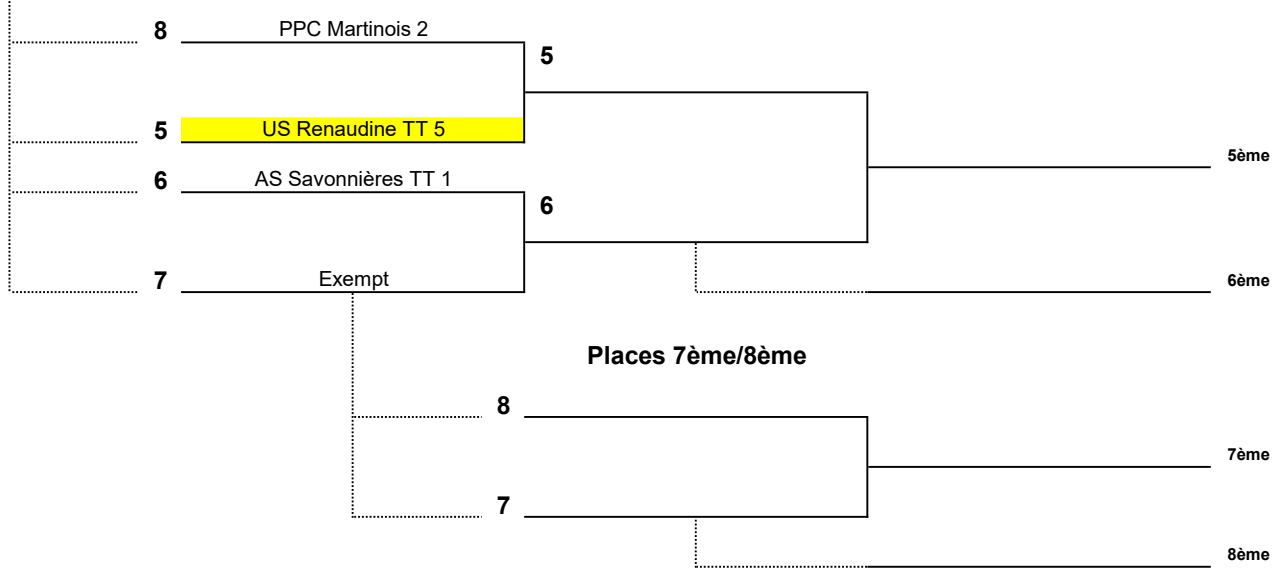 8 PPC Martinois 2
5
5 US Renaudine TT 5
5ème
6 AS Savonnières TT 1
6
7 Exempt
6ème
Places 7ème/8ème
8
7ème
7
8ème